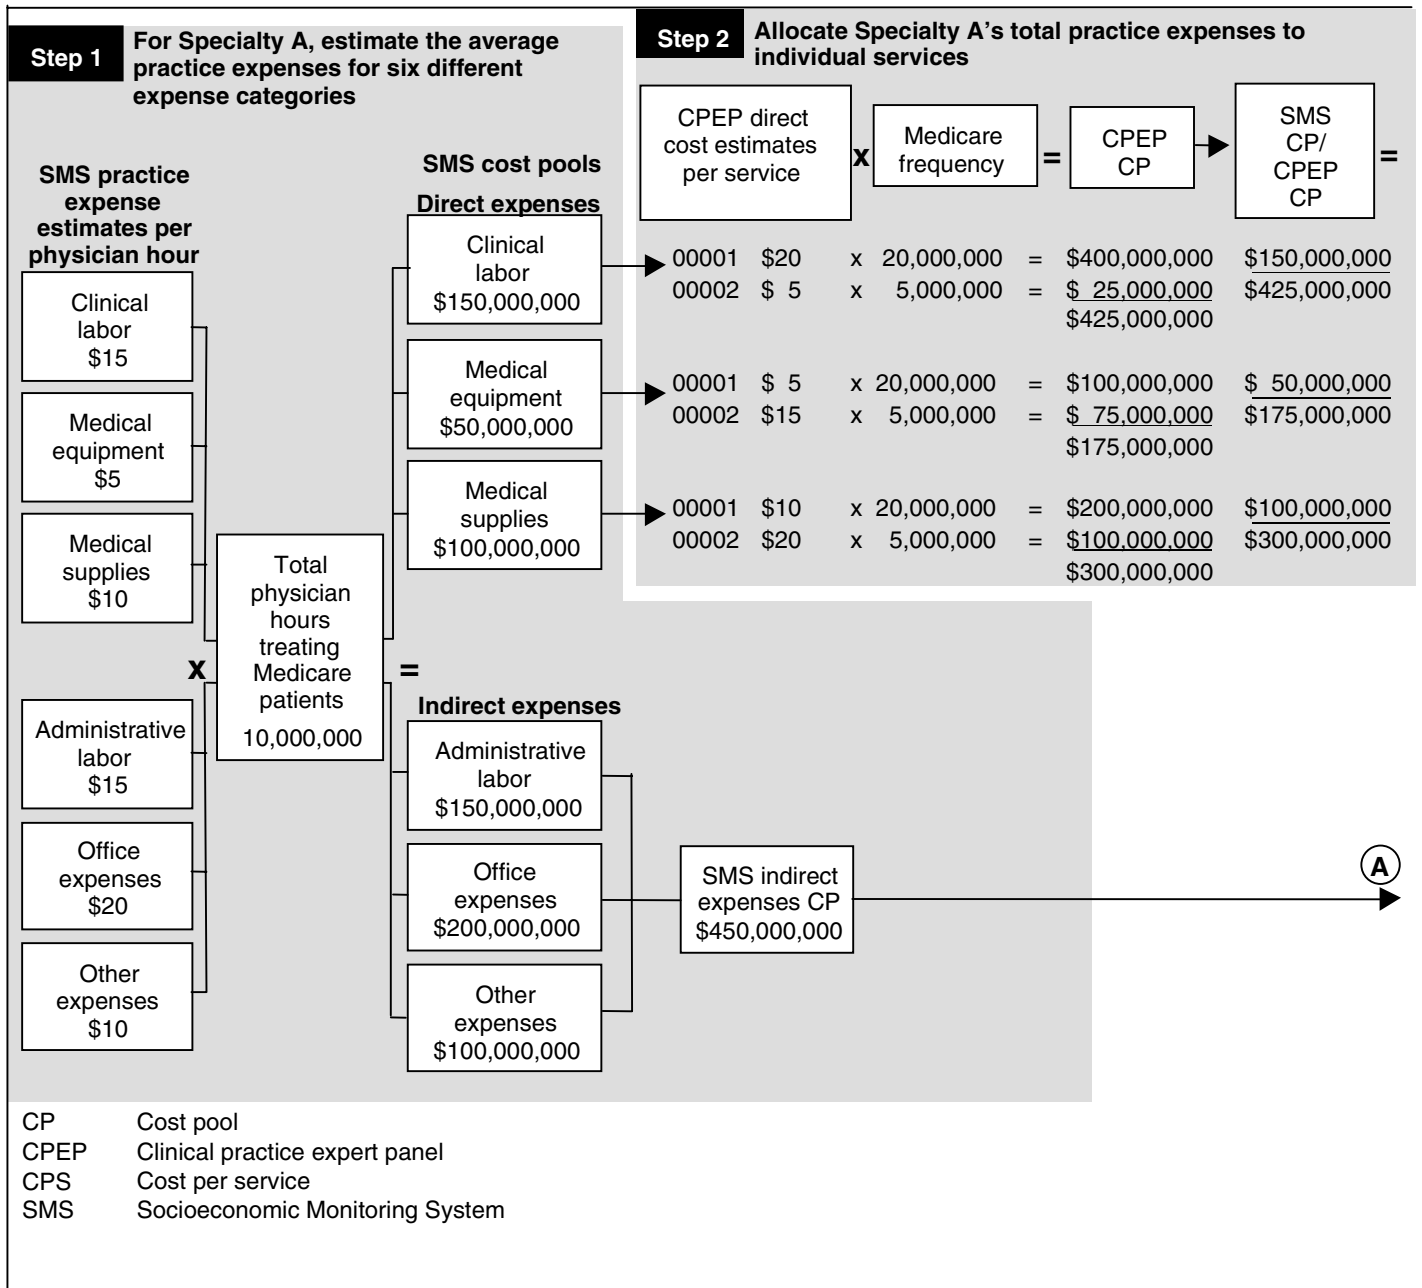 Step 1
For Specialty A, estimate the average
practice expenses for six different
expense categories
SMS practice
expense
estimates per
physician hour
Clinical
labor
$15
Medical
equipment
$5
Medical
supplies
$10
Administrative
labor
$15
Office
expenses
$20
Other
expenses
$10
x
Total
physician
hours
treating
Medicare
patients
10,000,000
=
SMS cost pools
Direct expenses
Clinical
labor
$150,000,000
Medical
equipment
$50,000,000
Medical
supplies
$100,000,000
Indirect expenses
Administrative
labor
$150,000,000
Office
expenses
$200,000,000
Other
expenses
$100,000,000
SMS indirect
expenses CP
$450,000,000
A
Step 2
Allocate Specialty A’s total practice expenses to
individual services
CPEP direct
cost estimates
per service
x
Medicare
frequency
=
CPEP
CP
SMS
CP/
CPEP
CP
=
00001 $20 x 20,000,000 = $400,000,000 $150,000,000
00002 $ 5 x 5,000,000 = $ 25,000,000 $425,000,000
$425,000,000
00001 $ 5 x 20,000,000 = $100,000,000 $ 50,000,000
00002 $15 x 5,000,000 = $ 75,000,000 $175,000,000
$175,000,000
00001 $10 x 20,000,000 = $200,000,000 $100,000,000
00002 $20 x 5,000,000 = $100,000,000 $300,000,000
$300,000,000
CP Cost pool
CPEP Clinical practice expert panel
CPS Cost per service
SMS Socioeconomic Monitoring System